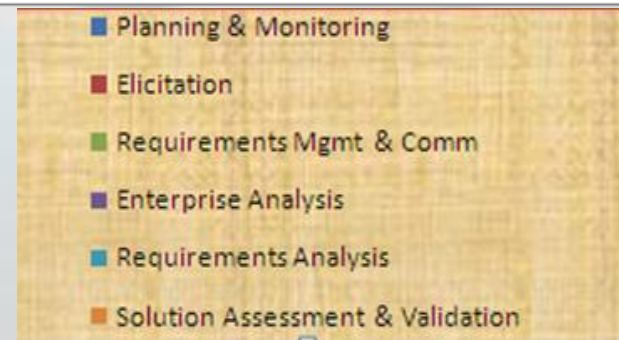 Planning & Monitoring
Elicitation
Requirements Mgmt & Comm
Enterprise Analysis
Requirements Analysis
Solution Assessment & Validation